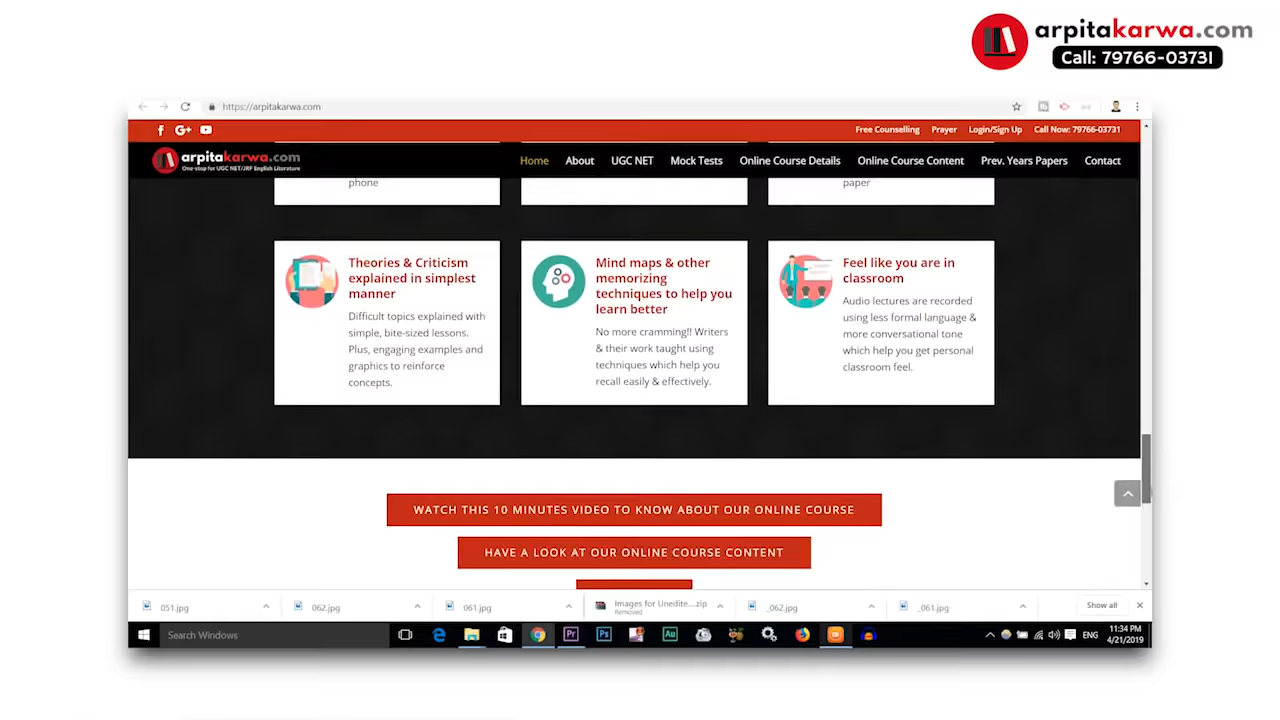 arpitakarwa.com
Call: 79766-03731
https://arpitakarwa.com
Free Counselling Prayer Login/Sign Up Call Now: 79766-03731
arpitakarwa.com
One-stop for UGC NET/JRF English Literature
Home About UGC NET Mock Tests Online Course Details Online Course Content Prev. Years Papers Contact
phone
paper
Theories & Criticism
explained in simplest
manner
Difficult topics explained with
simple, bite-sized lessons.
Plus, engaging examples and
graphics to reinforce
concepts.
Mind maps & other
memorizing
techniques to help you
learn better
No more cramming!! Writers
& their work taught using
techniques which help you
recall easily & effectively.
Feel like you are in
classroom
Audio lectures are recorded
using less formal language &
more conversational tone
which help you get personal
classroom feel.
WATCH THIS 10 MINUTES VIDEO TO KNOW ABOUT OUR ONLINE COURSE
HAVE A LOOK AT OUR ONLINE COURSE CONTENT
051.jpg 062.jpg 061.jpg Images for Unedite....zip _062.jpg _061.jpg Show all
Removed
Search Windows
ENG
11:34 PM
4/21/2019